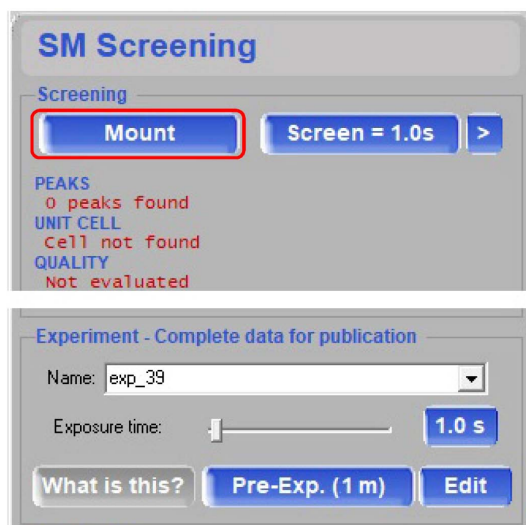 SM Screening
Screening
Mount
Screen = 1.0s
>
PEAKS
0 peaks found
UNIT CELL
Cell not found
QUALITY
Not evaluated
Experiment - Complete data for publication
Name: exp_39
Exposure time:
1.0 s
What is this?
Pre-Exp. (1 m)
Edit